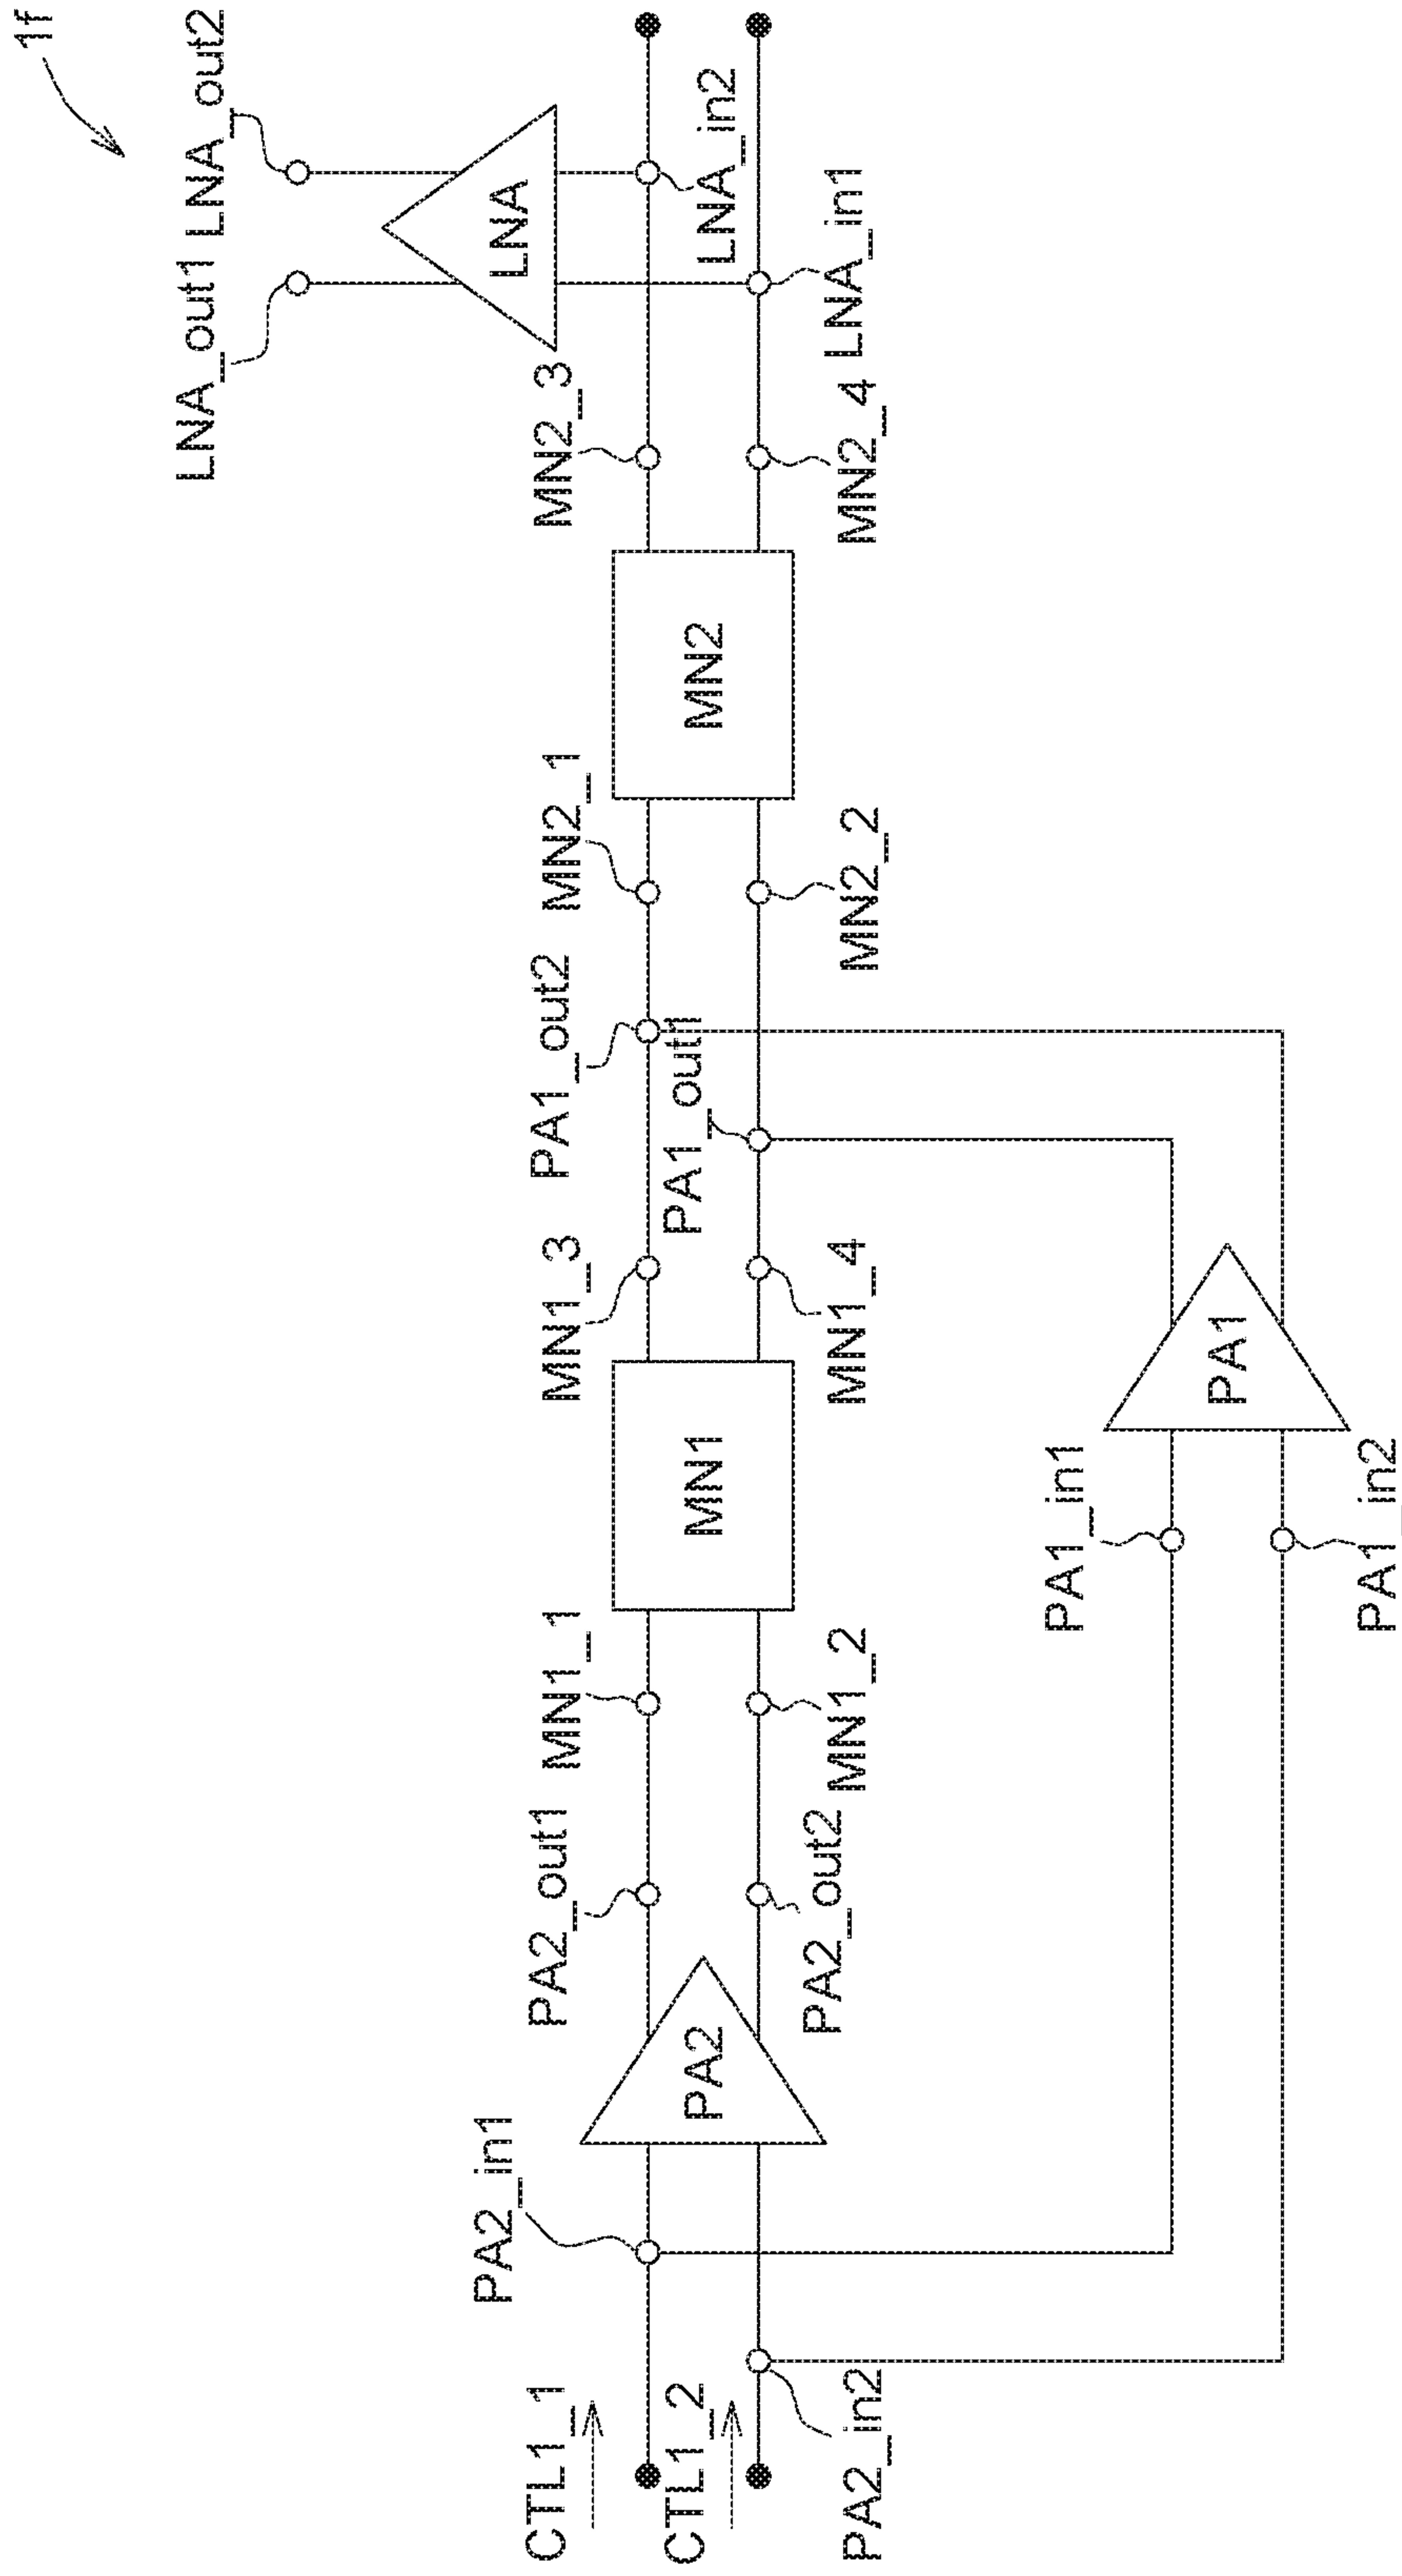 1f
LNA_out1
LNA_out2
LNA
MN2_3
LNA_in2
LNA_in1
MN2_4
MN2
MN2_1
MN2_2
PA1_out2
PA1_out1
MN1_3
MN1_4
MN1
MN1_1
MN1_2
PA2_out1
PA2_out2
PA2
PA2_in1
PA2_in2
CTL1_1
CTL1_2
PA1
PA1_in1
PA1_in2